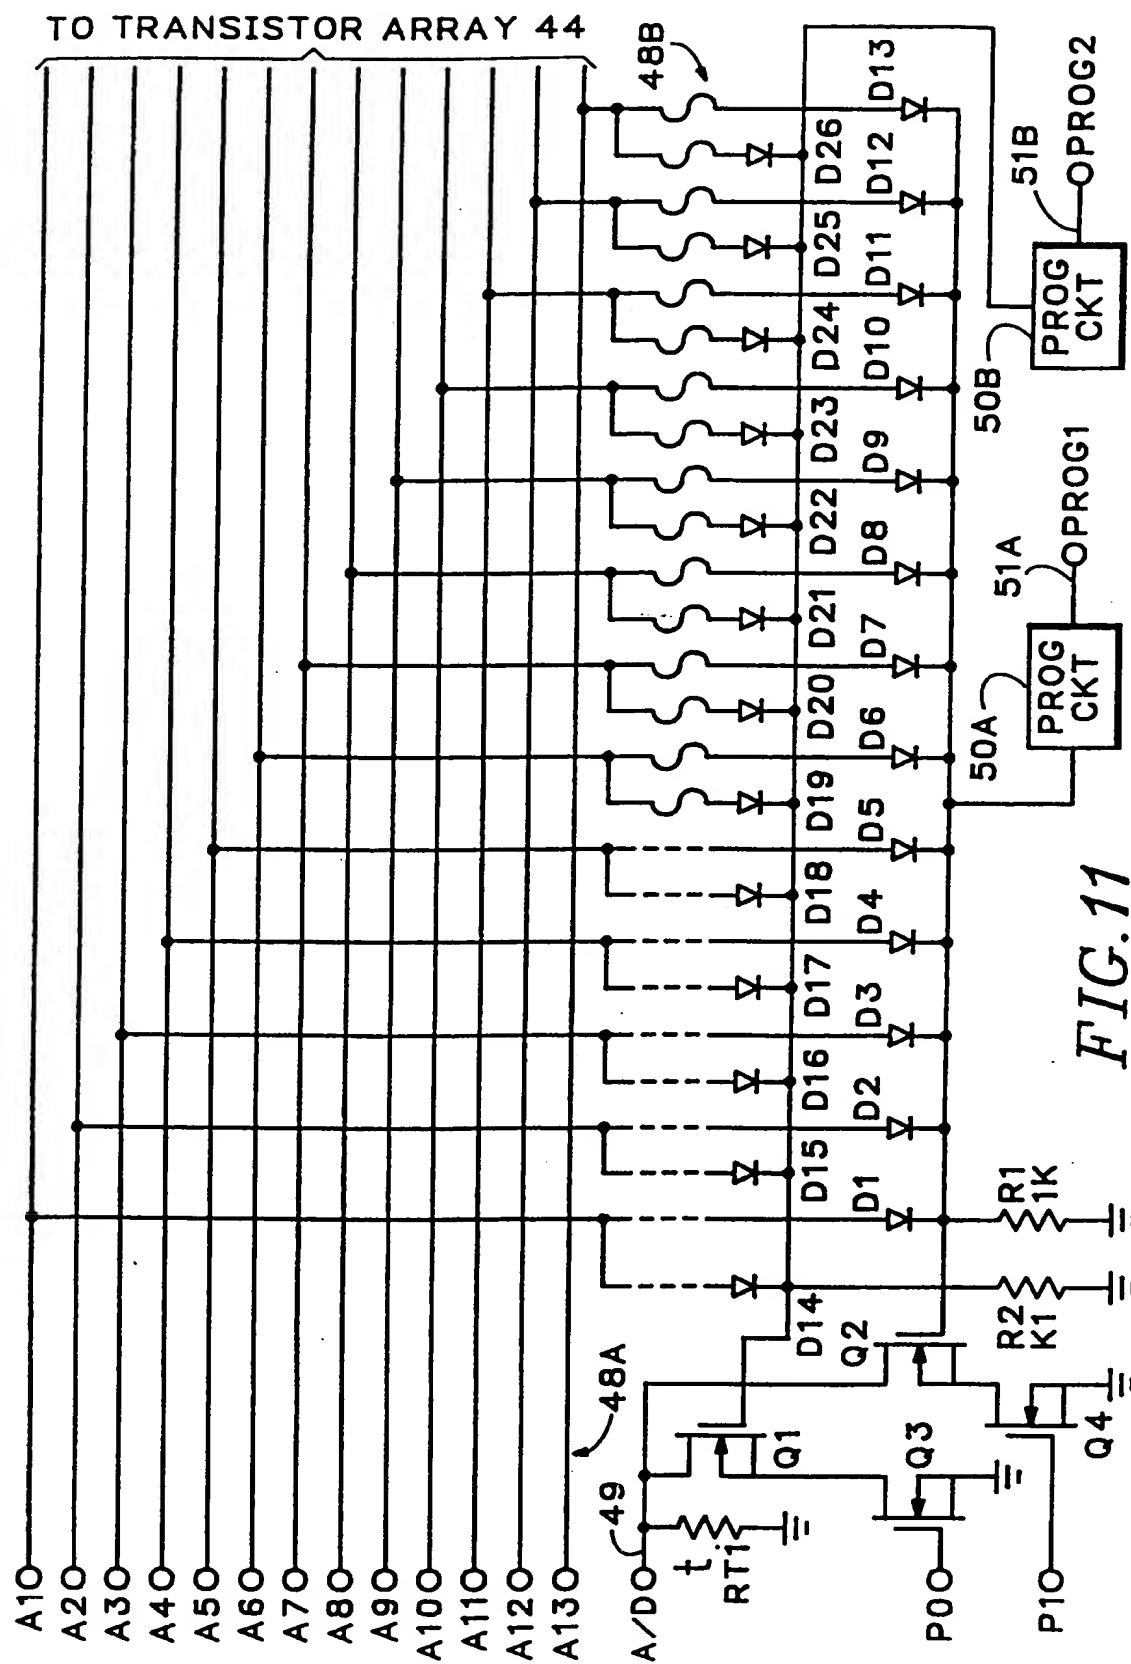 TO TRANSISTOR ARRAY 44
A1
A2
A3
A4
A5
A6
A7
A8
A9
A10
A11
A12
A13
48A
48B
49
A/D
t
RTi
P0
P1
Q1
Q2
Q3
Q4
D14
D15
D16
D17
D18
D19
D20
D21
D22
D23
D24
D25
D26
D1
D2
D3
D4
D5
D6
D7
D8
D9
D10
D11
D12
D13
R2
K1
R1
1K
50A
PROG
CKT
51A
PROG1
50B
PROG
CKT
51B
PROG2
FIG.11